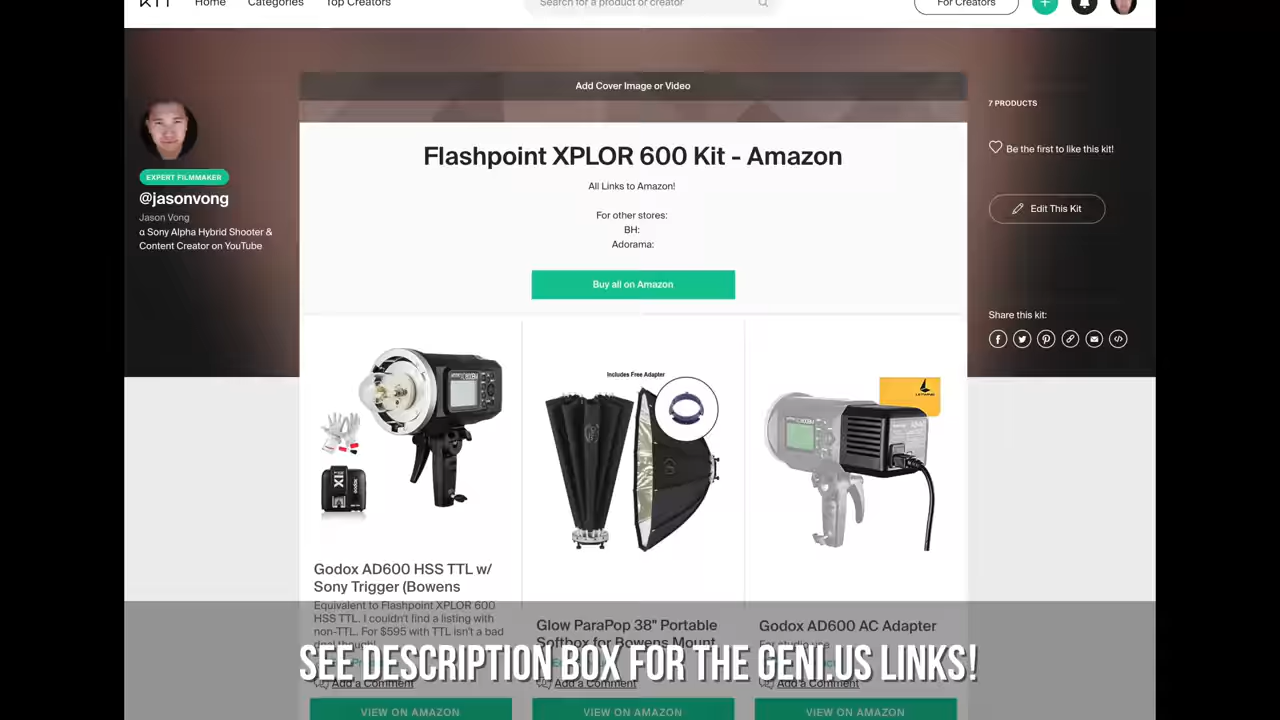 KIT
Home
Categories
Top Creators
Search for a product or creator
For Creators
Add Cover Image or Video
7 PRODUCTS
Flashpoint XPLOR 600 Kit - Amazon
Be the first to like this kit!
EXPERT FILMMAKER
All Links to Amazon!
@jasonvong
Jason Vong
α Sony Alpha Hybrid Shooter &
Content Creator on YouTube
For other stores:
BH:
Adorama:
Edit This Kit
Buy all on Amazon
Share this kit:
Includes Free Adapter
Godox AD600 HSS TTL w/
Sony Trigger (Bowens
Equivalent to Flashpoint XPLOR 600
HSS TTL. I couldn't find a listing with
non-TTL. For $595 with TTL isn't a bad
Glow ParaPop 38" Portable
Softbox for Bowens Mount
Godox AD600 AC Adapter
For studio use
SEE DESCRIPTION BOX FOR THE GENI.US LINKS!
Add a Comment
Add a Comment
Add a Comment
VIEW ON AMAZON
VIEW ON AMAZON
VIEW ON AMAZON